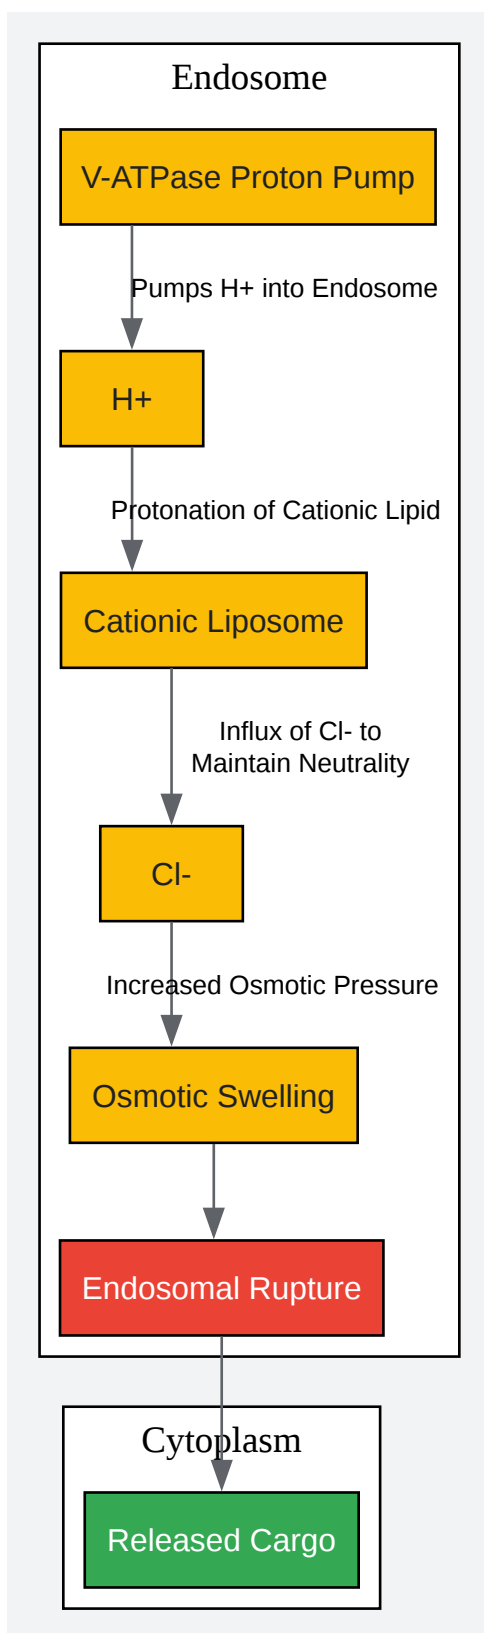 Endosome
V-ATPase Proton Pump
Pumps H+ into Endosome
H+
Protonation of Cationic Lipid
Cationic Liposome
Influx of Cl- to
Maintain Neutrality
Cl-
Increased Osmotic Pressure
Osmotic Swelling
Endosomal Rupture
Cytoplasm
Released Cargo